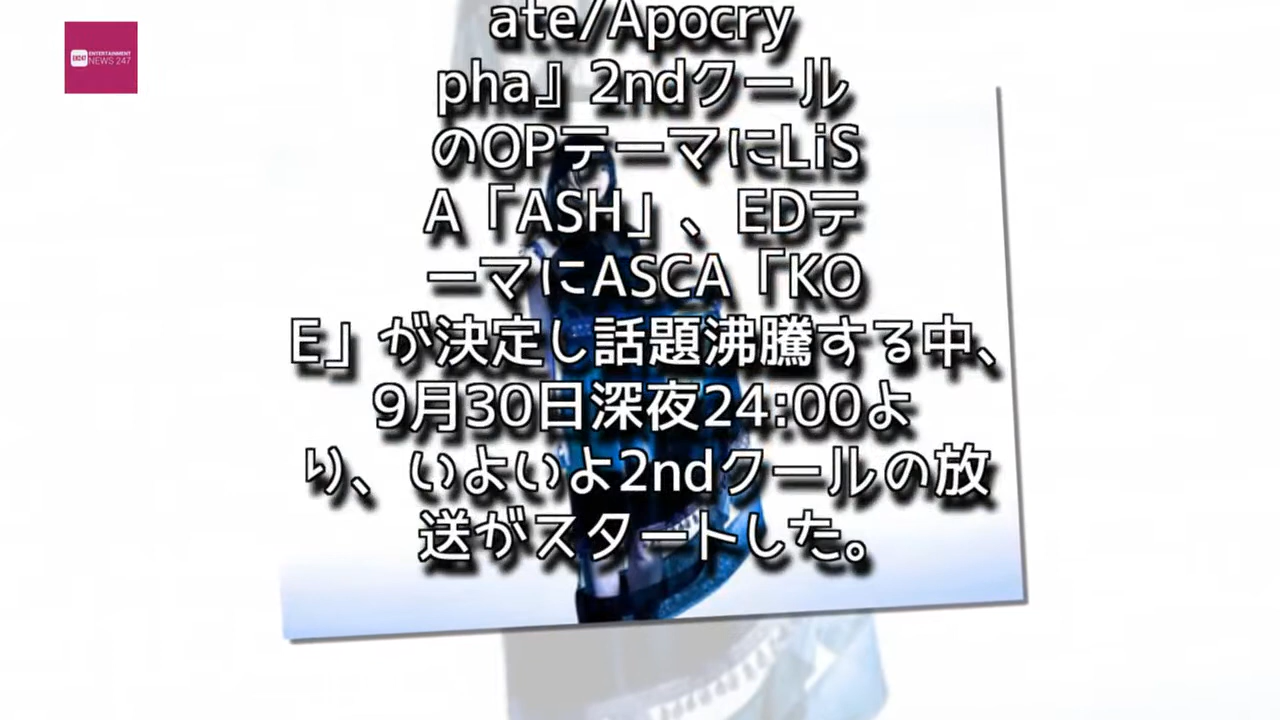 ENTERTAINMENT
NEWS 247
ate/Apocry
pha』2ndクール
のOPテーマにLiS
A「ASH」、EDテ
ーマにASCA「KO
E」が決定し話題沸騰する中、
9月30日深夜24:00よ
り、いよいよ2ndクールの放
送がスタートした。